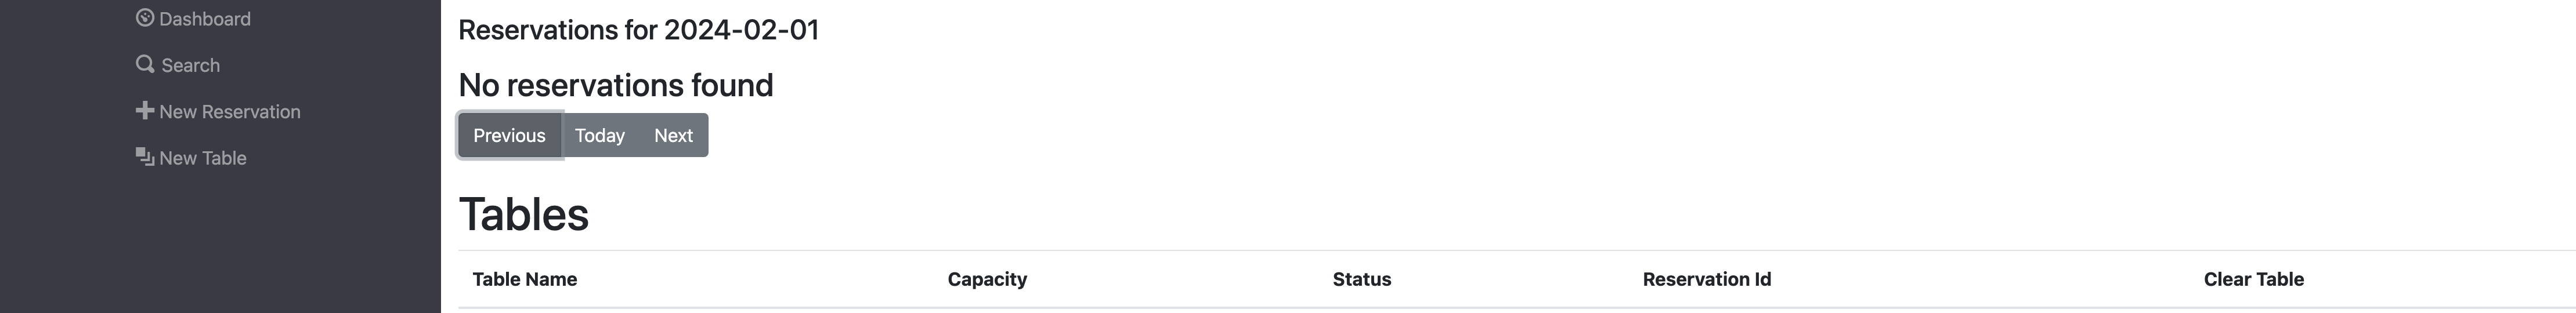 Dashboard
Search
New Reservation
New Table
Reservations for 2024-02-01
No reservations found
Previous Today Next
Tables
Table Name Capacity Status Reservation Id Clear Table